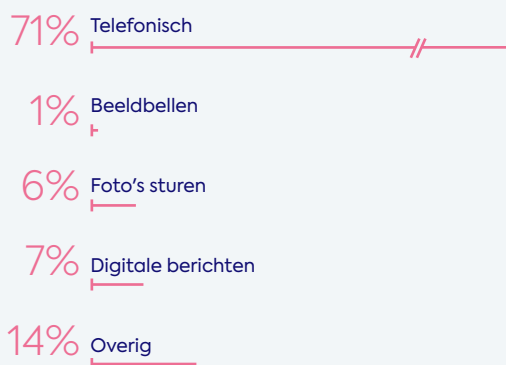 71% Telefonisch
1% Beeldbellen
6% Foto's sturen
7% Digitale berichten
14% Overig